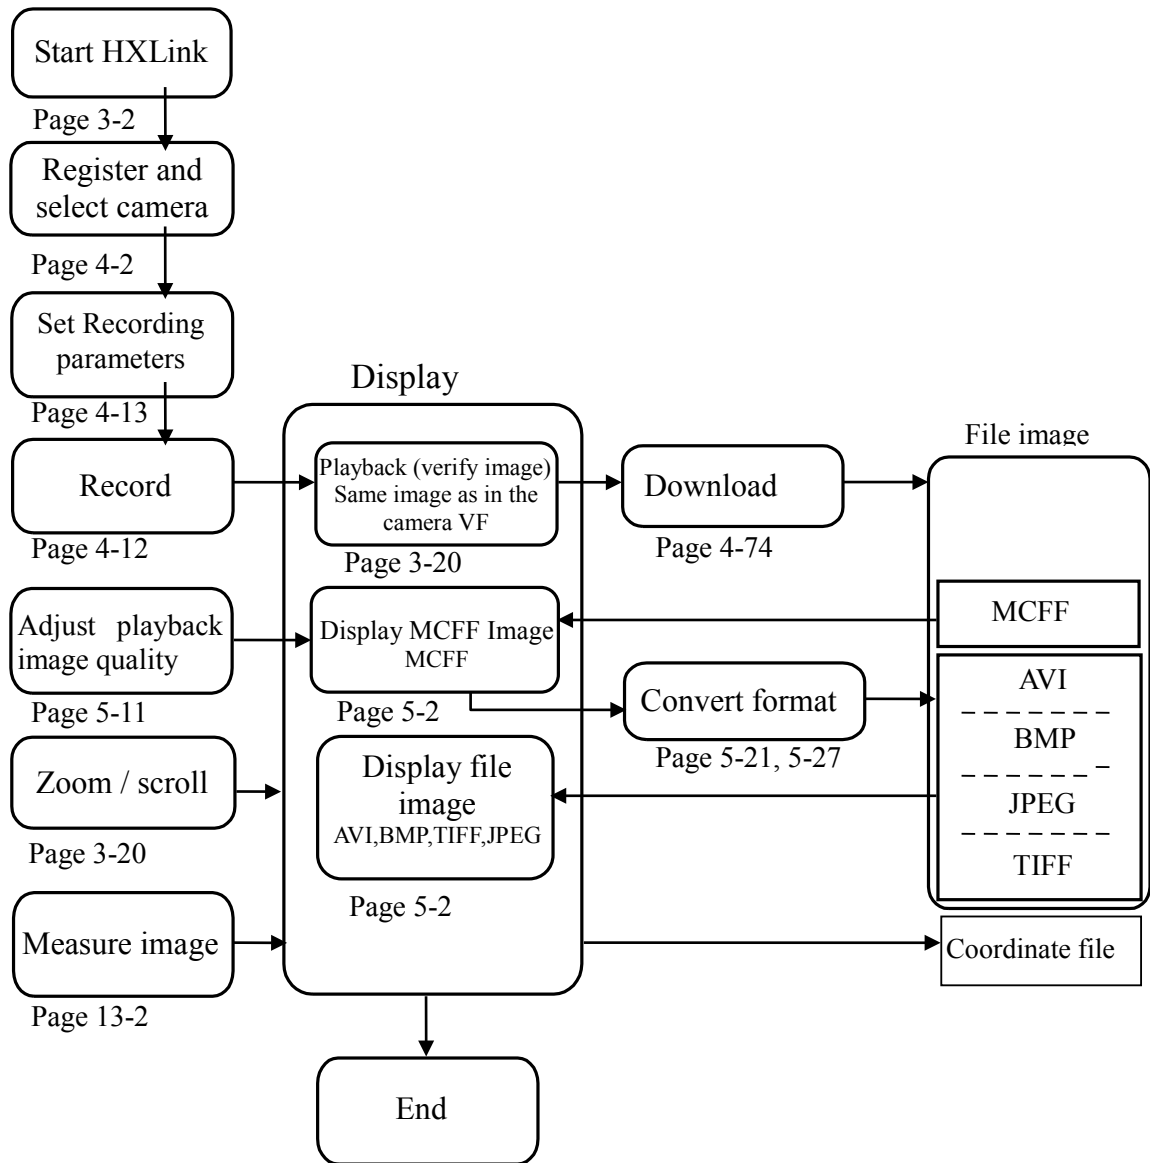 Start HXLink
Page 3-2
Register and
select camera
Page 4-2
Set Recording
parameters
Page 4-13
Record
Page 4-12
Adjust playback
image quality
Page 5-11
Zoom / scroll
Page 3-20
Measure image
Page 13-2
Display
Playback (verify image)
Same image as in the
camera VF
Page 3-20
Display MCFF Image
MCFF
Page 5-2
Display file
image
AVI,BMP,TIFF,JPEG
Page 5-2
End
Download
Page 4-74
Convert format
Page 5-21, 5-27
File image
MCFF
AVI
BMP
JPEG
TIFF
Coordinate file